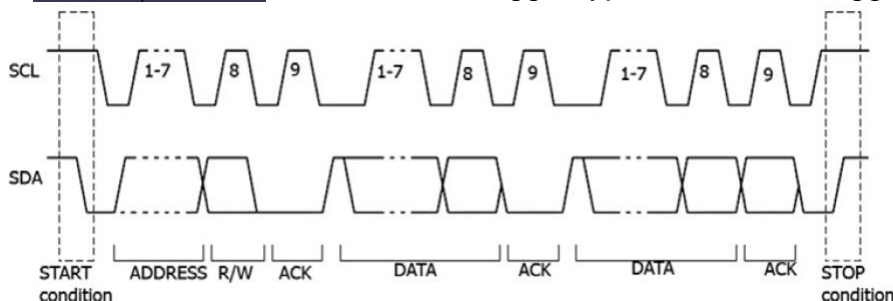 SCL 1-7 8 9 1-7 8 9 1-7 8 9
SDA
START ADDRESS R/W ACK DATA ACK DATA ACK STOP
condition condition